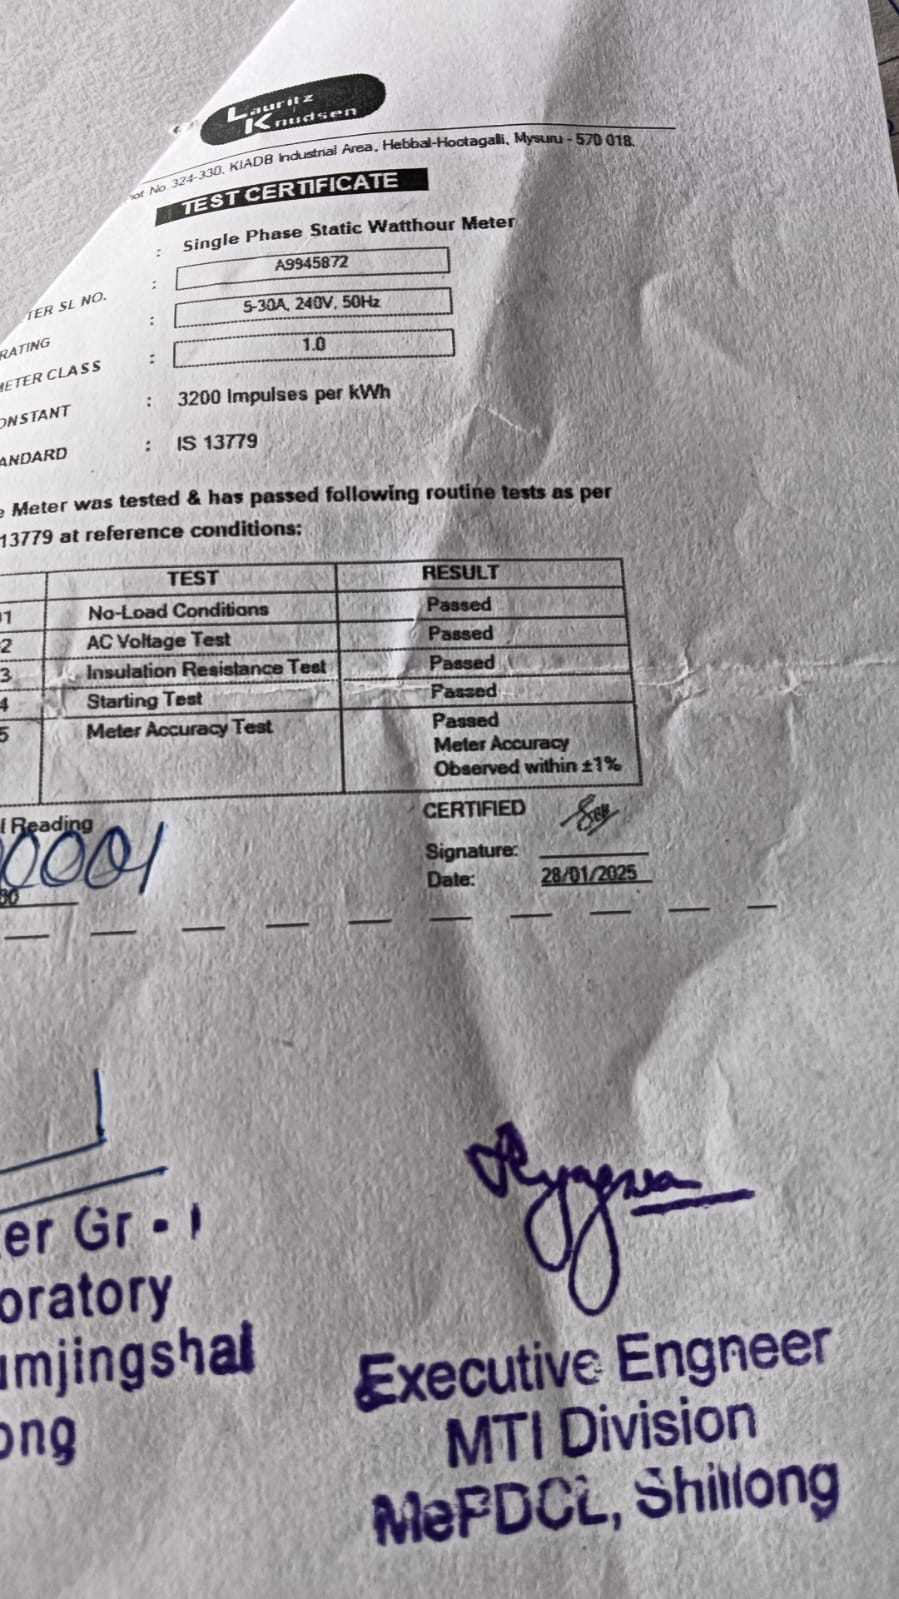 Lauritz
Knudsen
ot No. 324-330, KIADB Industrial Area, Hebbal-Hootagalli, Mysuru - 570 018.
TEST CERTIFICATE
: Single Phase Static Watthour Meter
TER SL NO. : A9945872
RATING : 5-30A, 240V, 50Hz
METER CLASS : 1.0
ONSTANT : 3200 Impulses per kWh
ANDARD : IS 13779
e Meter was tested & has passed following routine tests as per
13779 at reference conditions:
TEST RESULT
01 No-Load Conditions Passed
2 AC Voltage Test Passed
3 Insulation Resistance Test Passed
4 Starting Test Passed
5 Meter Accuracy Test Passed
Meter Accuracy
Observed within ±1%
l Reading
0001
CERTIFIED
Signature:
Date: 28/01/2025
er Gr - I
oratory
umjingshai
ong
Executive Engneer
MTI Division
MePDCL, Shillong